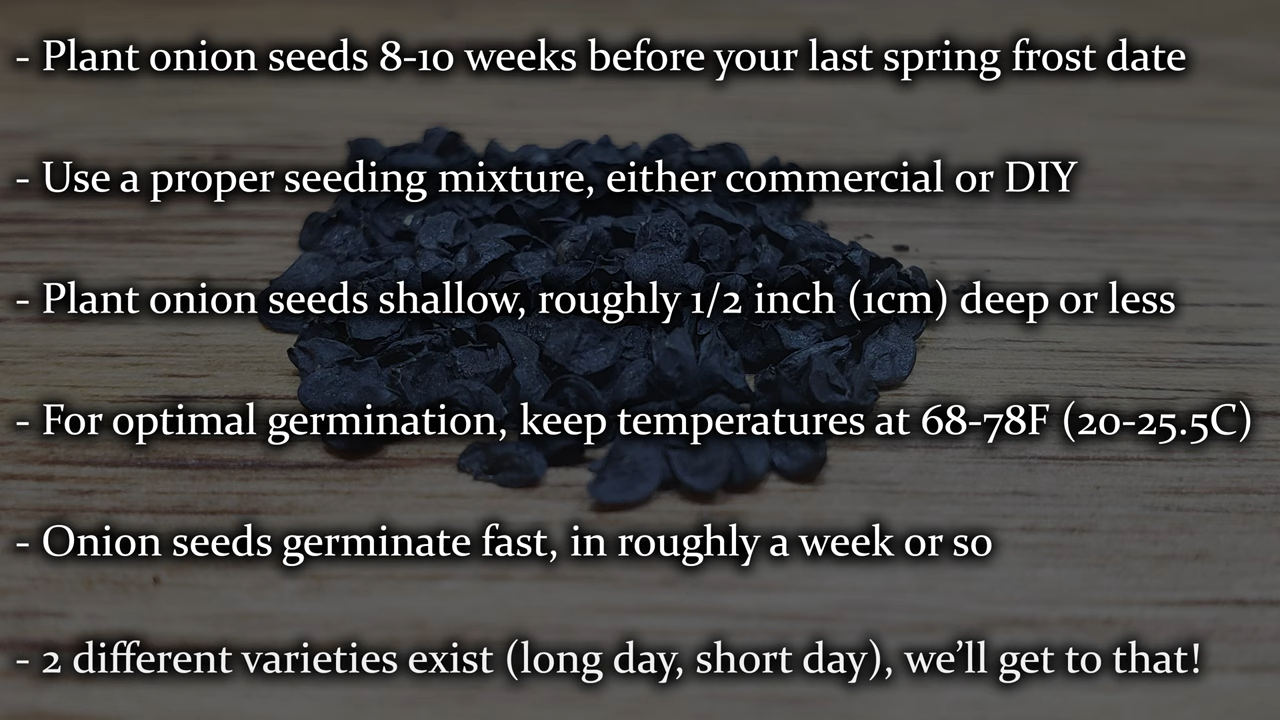 - Plant onion seeds 8-10 weeks before your last spring frost date
- Use a proper seeding mixture, either commercial or DIY
- Plant onion seeds shallow, roughly 1/2 inch (1cm) deep or less
- For optimal germination, keep temperatures at 68-78F (20-25.5C)
- Onion seeds germinate fast, in roughly a week or so
- 2 different varieties exist (long day, short day), we’ll get to that!